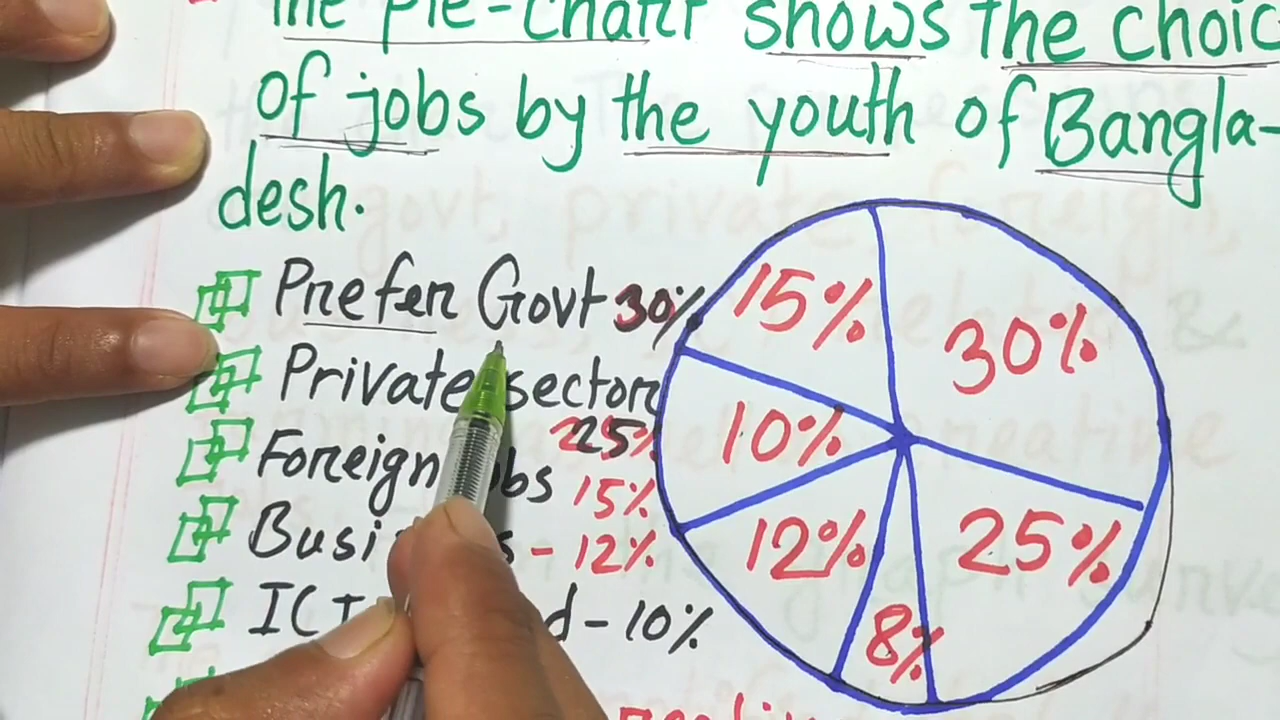 The Pie-chart shows the choic
of jobs by the youth of Bangla-
desh.
Prefer Govt 30%
Private sector
25%
Foreign jobs
15%
Busi s - 12%
ICT d - 10%
15%
30%
10%
25%
12%
8%